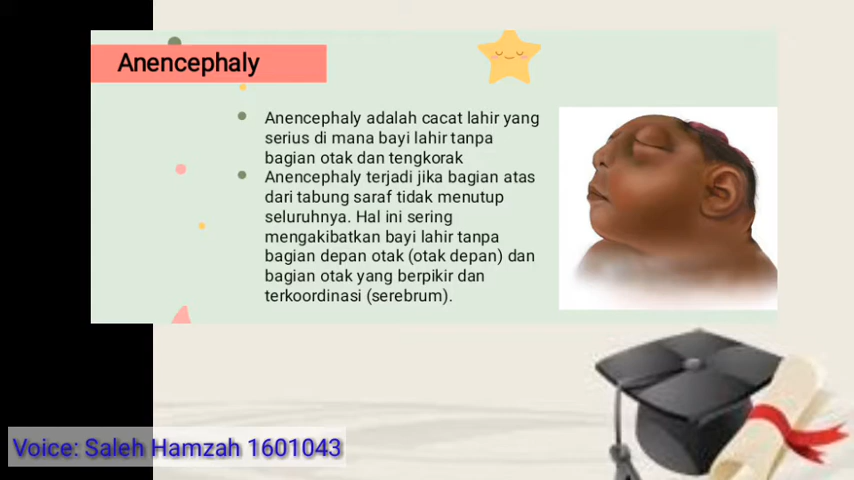 Anencephaly
Anencephaly adalah cacat lahir yang
serius di mana bayi lahir tanpa
bagian otak dan tengkorak
Anencephaly terjadi jika bagian atas
dari tabung saraf tidak menutup
seluruhnya. Hal ini sering
mengakibatkan bayi lahir tanpa
bagian depan otak (otak depan) dan
bagian otak yang berpikir dan
terkoordinasi (serebrum).
Voice: Saleh Hamzah 1601043